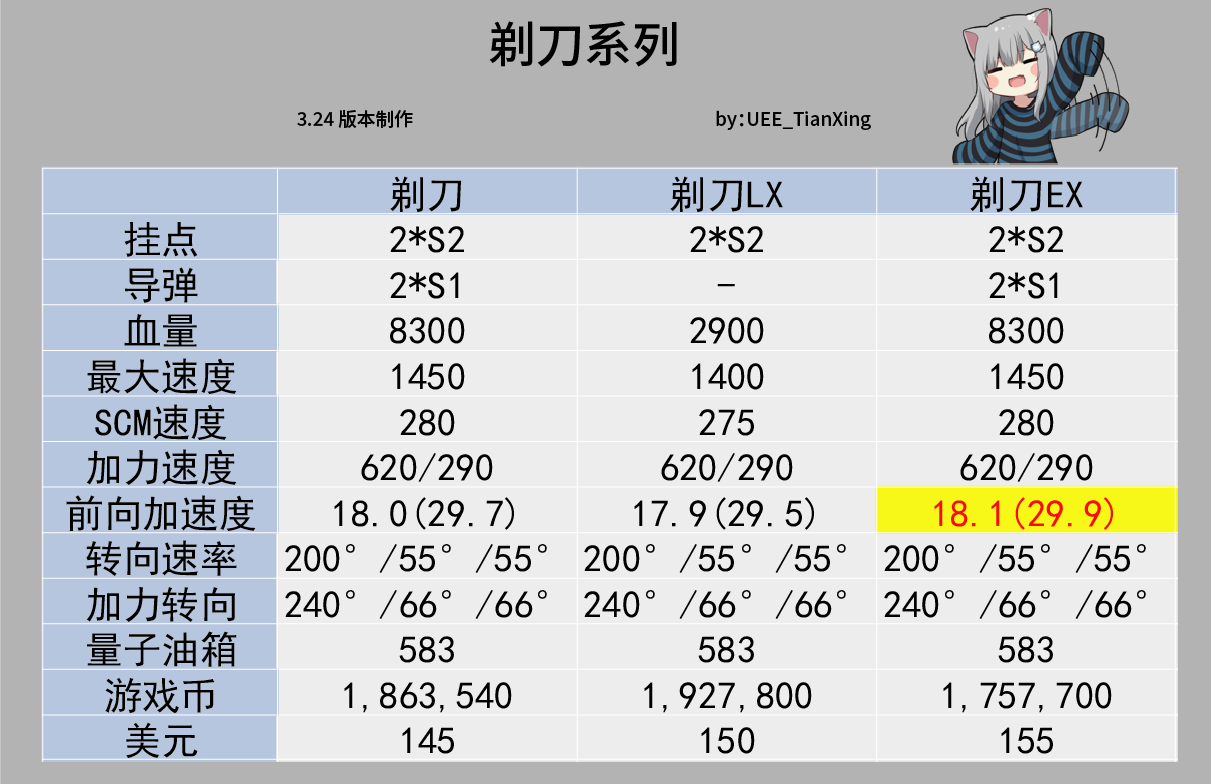 剃刀系列
3.24 版本制作 by:UEE_TianXing
剃刀 剃刀LX 剃刀EX
挂点 2*S2 2*S2 2*S2
导弹 2*S1 - 2*S1
血量 8300 2900 8300
最大速度 1450 1400 1450
SCM速度 280 275 280
加力速度 620/290 620/290 620/290
前向加速度 18.0(29.7) 17.9(29.5) 18.1(29.9)
转向速率 200° /55° /55° 200° /55° /55° 200° /55° /55°
加力转向 240° /66° /66° 240° /66° /66° 240° /66° /66°
量子油箱 583 583 583
游戏币 1,863,540 1,927,800 1,757,700
美元 145 150 155